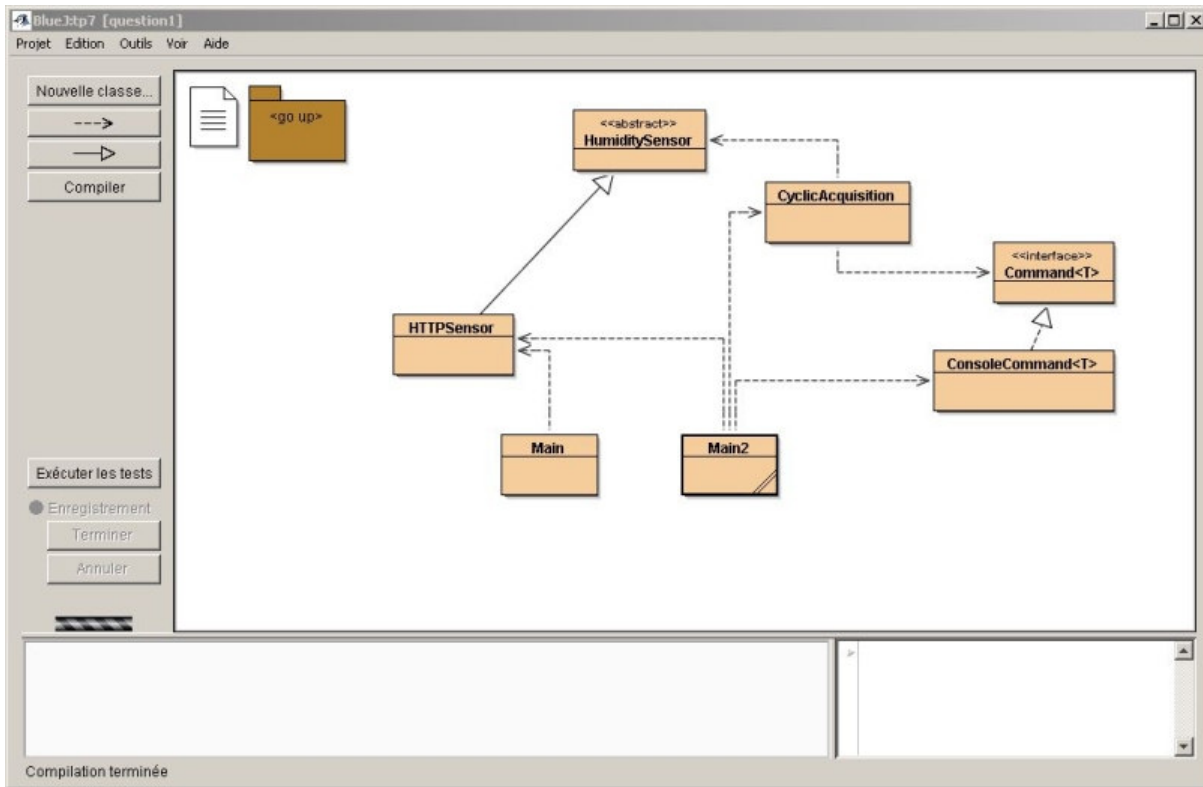 BlueJ:tp7 [question1]
Projet Edition Outils Voir Aide
Nouvelle classe...
Compiler
<go up>
<<abstract>>
HumiditySensor
CyclicAcquisition
<<interface>>
Command<T>
HTTPSensor
ConsoleCommand<T>
Main
Main2
Exécuter les tests
Enregistrement
Terminer
Annuler
Compilation terminée